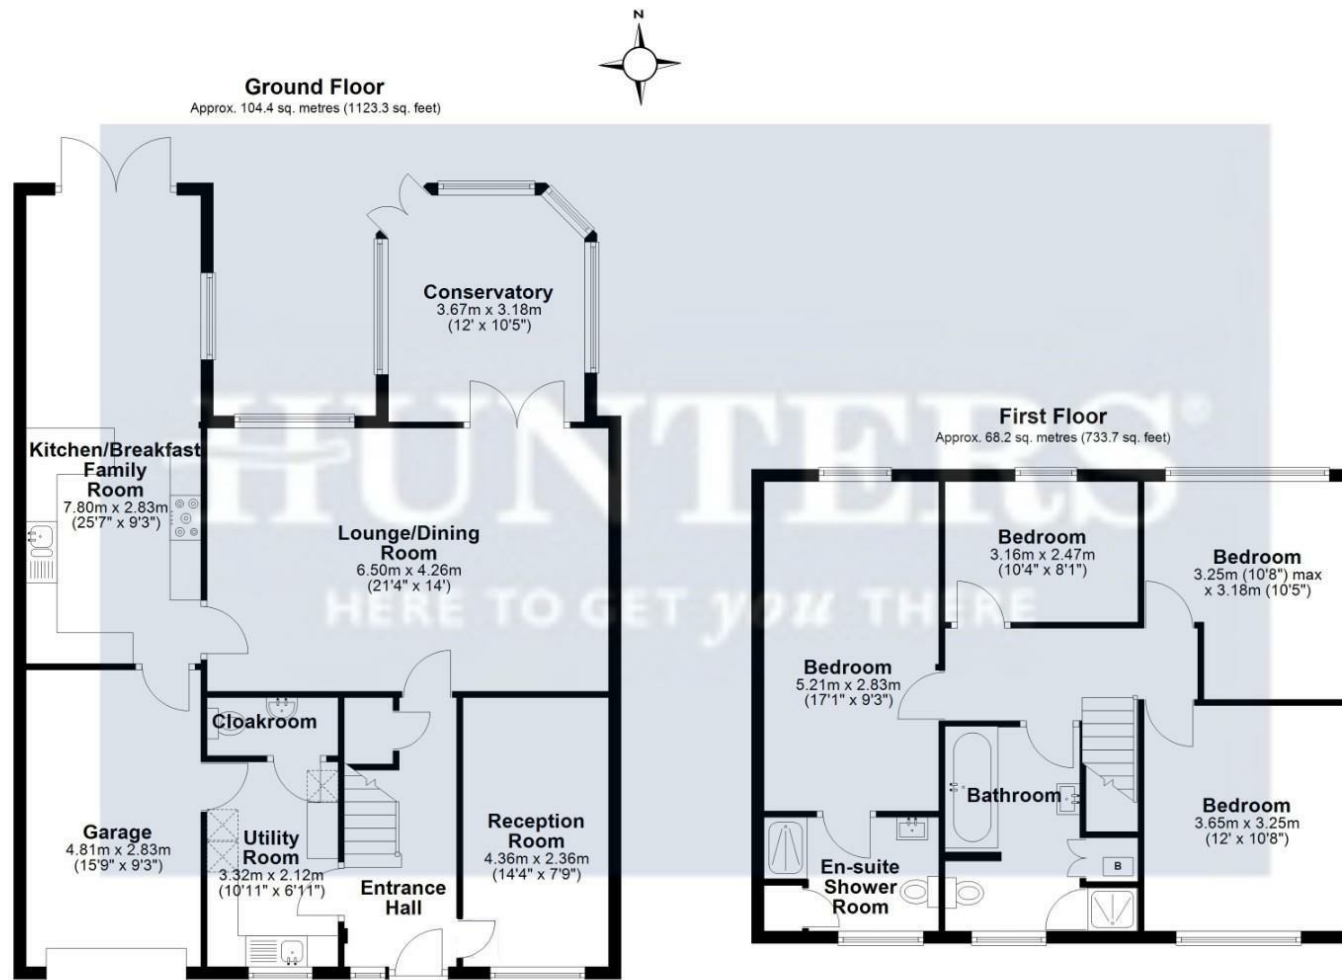 N
Ground Floor
Approx. 104.4 sq. metres (1123.3 sq. feet)
Conservatory
3.67m x 3.18m
(12' x 10'5")
Kitchen/Breakfast
Family
Room
7.80m x 2.83m
(25'7" x 9'3")
Lounge/Dining
Room
6.50m x 4.26m
(21'4" x 14')
Cloakroom
Garage
4.81m x 2.83m
(15'9" x 9'3")
Utility
Room
3.32m x 2.12m
(10'11" x 6'11")
Entrance
Hall
Reception
Room
4.36m x 2.36m
(14'4" x 7'9")
First Floor
Approx. 68.2 sq. metres (733.7 sq. feet)
Bedroom
3.16m x 2.47m
(10'4" x 8'1")
Bedroom
3.25m (10'8") max
x 3.18m (10'5")
Bedroom
5.21m x 2.83m
(17'1" x 9'3")
Bathroom
B
Bedroom
3.65m x 3.25m
(12' x 10'8")
En-suite
Shower
Room
HUNTERS®
HERE TO GET you THERE